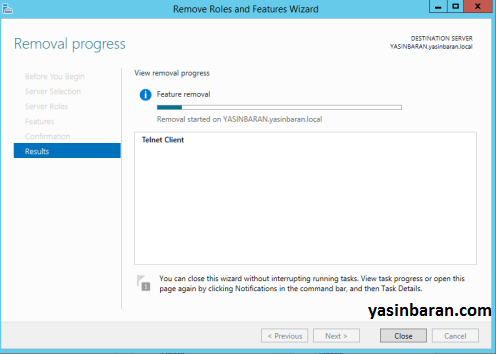 Remove Roles and Features Wizard
Removal progress
DESTINATION SERVER
YASINBARAN.yasinbaran.local
Before You Begin
Server Selection
Server Roles
Features
Confirmation
Results
View removal progress
Feature removal
Removal started on YASINBARAN.yasinbaran.local
Telnet Client
You can close this wizard without interrupting running tasks. View task progress or open this
page again by clicking Notifications in the command bar, and then Task Details.
1
yasinbaran.com
< Previous
Next >
Close
Cancel